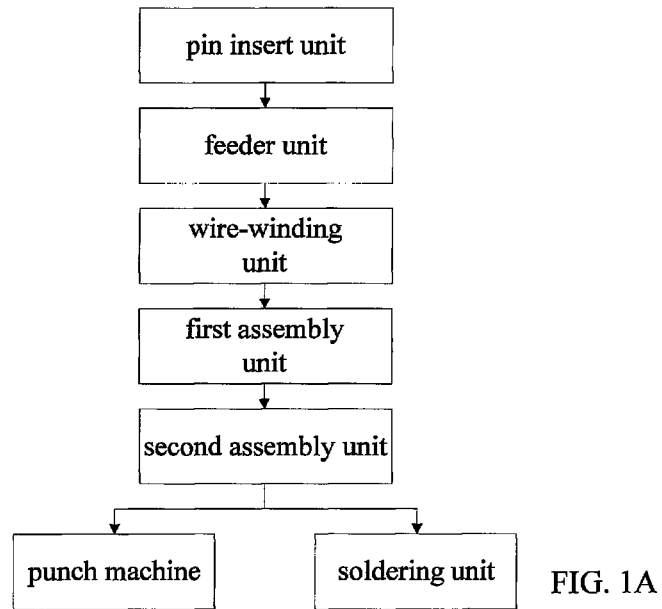 pin insert unit
feeder unit
wire-winding
unit
first assembly
unit
second assembly unit
punch machine
soldering unit
FIG. 1A